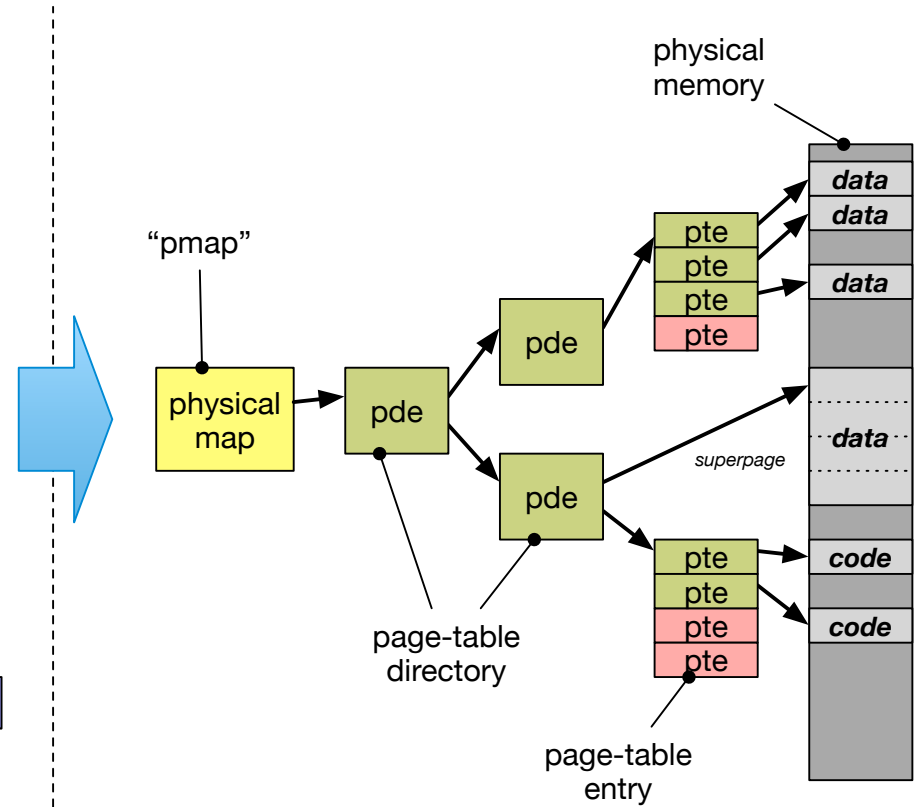 physical
memory
data
data
“pmap”
pte
pte
data
pte
pte
pde
physical
map
pde
data
superpage
pde
pte
code
pte
pte
code
pte
page-table
directory
page-table
entry